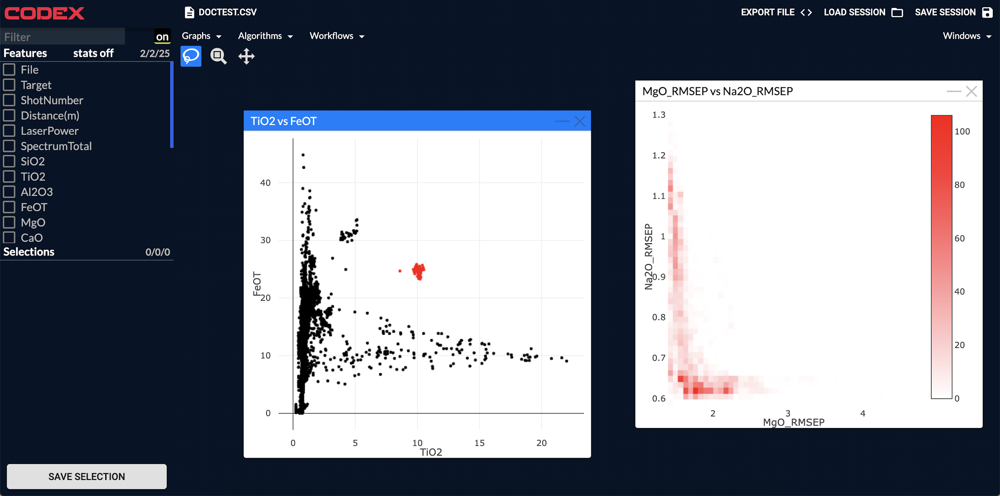 CODEX
DOCTEST.CSV
EXPORT FILE
LOAD SESSION
SAVE SESSION
Filter
on
Graphs
Algorithms
Workflows
Windows
Features stats off 2/2/25
File
Target
ShotNumber
Distance(m)
LaserPower
SpectrumTotal
SiO2
TiO2
Al2O3
FeOT
MgO
CaO
Selections 0/0/0
SAVE SELECTION
TiO2 vs FeOT
40
30
20
10
0
FeOT
0 5 10 15 20
TiO2
MgO_RMSEP vs Na2O_RMSEP
1.3
1.2
1.1
1
0.9
0.8
0.7
0.6
Na2O_RMSEP
2 3 4
MgO_RMSEP
100
80
60
40
20
0